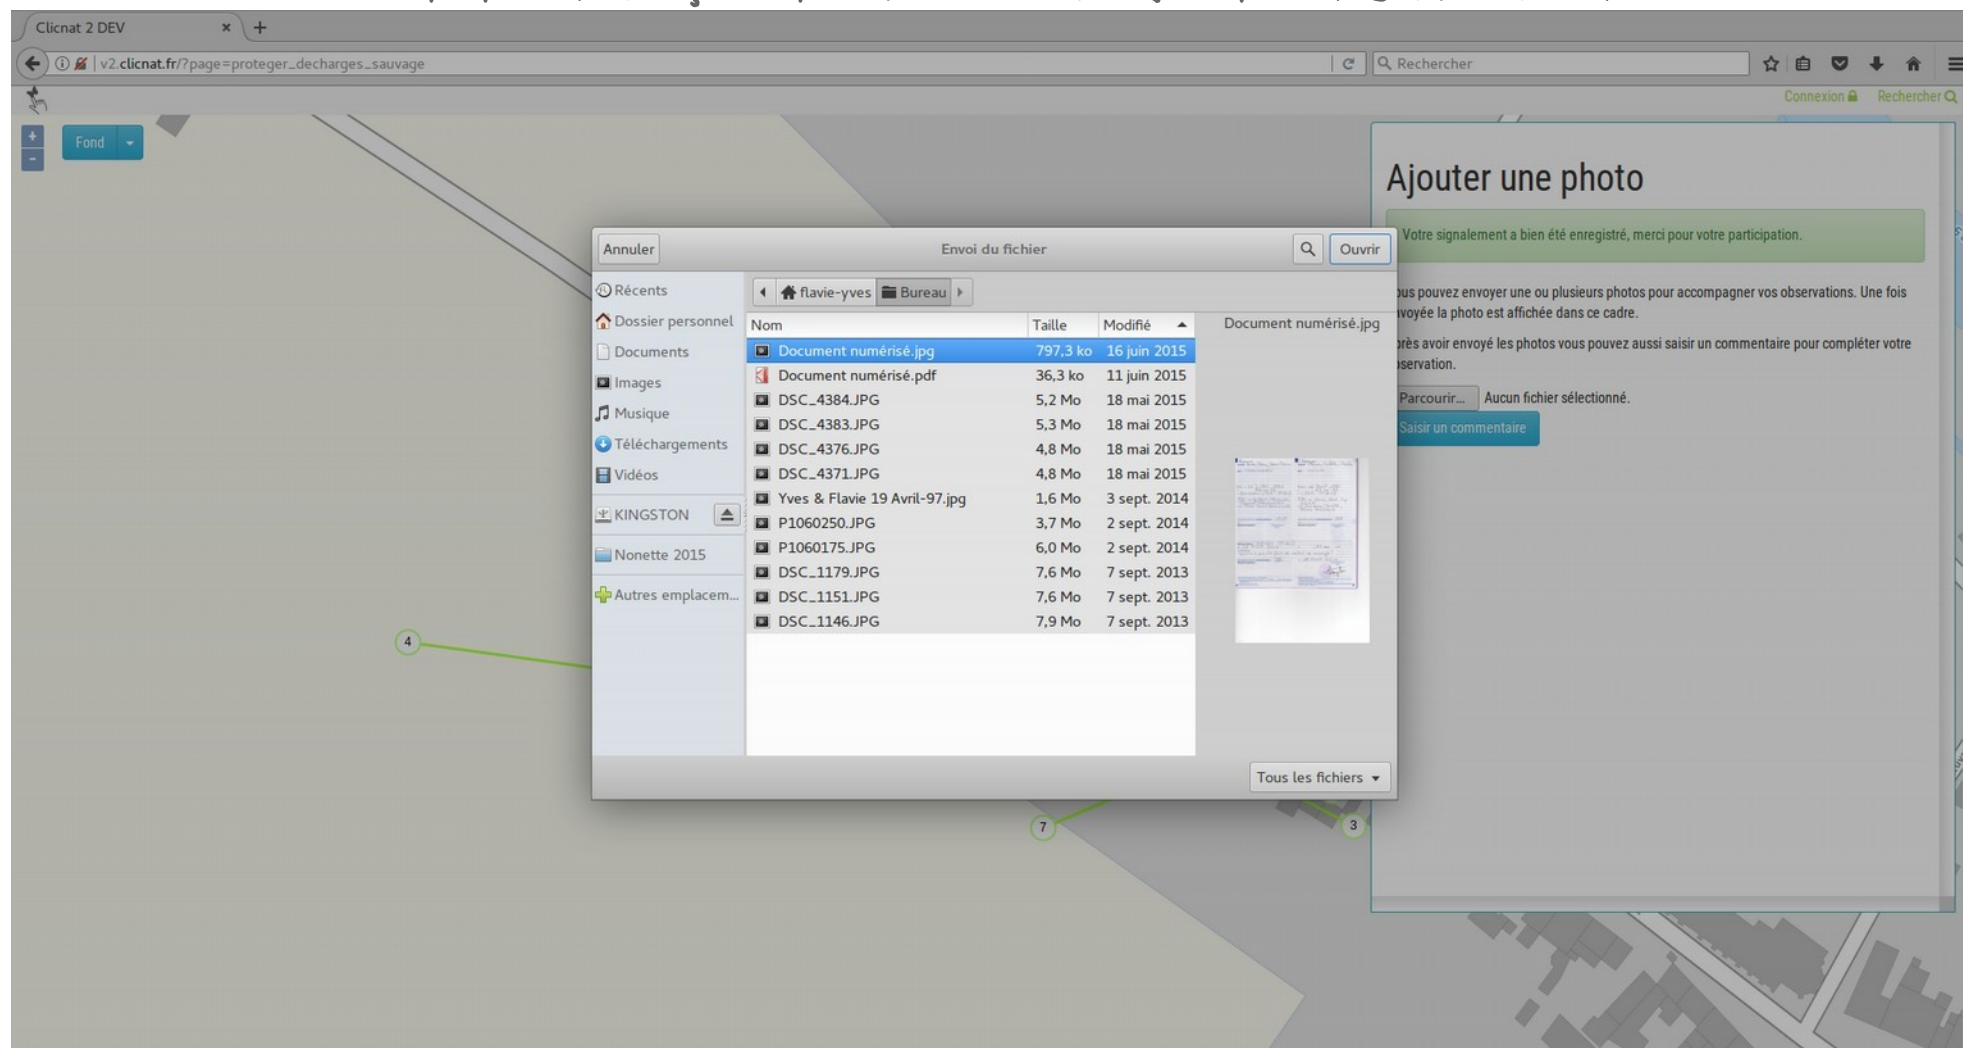 Clicnat 2 DEV
v2.clicnat.fr/?page=proteger_decharges_sauvage
Rechercher
Connexion
Rechercher
+
-
Fond
Ajouter une photo
Votre signalement a bien été enregistré, merci pour votre participation.
pouvez envoyer une ou plusieurs photos pour accompagner vos observations. Une fois
la photo est affichée dans ce cadre.
avoir envoyé les photos vous pouvez aussi saisir un commentaire pour compléter votre
Parcourir... Aucun fichier sélectionné.
Saisir un commentaire
Annuler
Envoi du fichier
Ouvrir
Récents
Dossier personnel
Documents
Images
Musique
Téléchargements
Vidéos
KINGSTON
Nonette 2015
Autres emplacem...
flavie-yves Bureau
Nom Taille Modifié
Document numérisé.jpg 797,3 ko 16 juin 2015
Document numérisé.pdf 36,3 ko 11 juin 2015
DSC_4384.JPG 5,2 Mo 18 mai 2015
DSC_4383.JPG 5,3 Mo 18 mai 2015
DSC_4376.JPG 4,8 Mo 18 mai 2015
DSC_4371.JPG 4,8 Mo 18 mai 2015
Yves & Flavie 19 Avril-97.jpg 1,6 Mo 3 sept. 2014
P1060250.JPG 3,7 Mo 2 sept. 2014
P1060175.JPG 6,0 Mo 2 sept. 2014
DSC_1179.JPG 7,6 Mo 7 sept. 2013
DSC_1151.JPG 7,6 Mo 7 sept. 2013
DSC_1146.JPG 7,9 Mo 7 sept. 2013
Document numérisé.jpg
Tous les fichiers
4
7
3